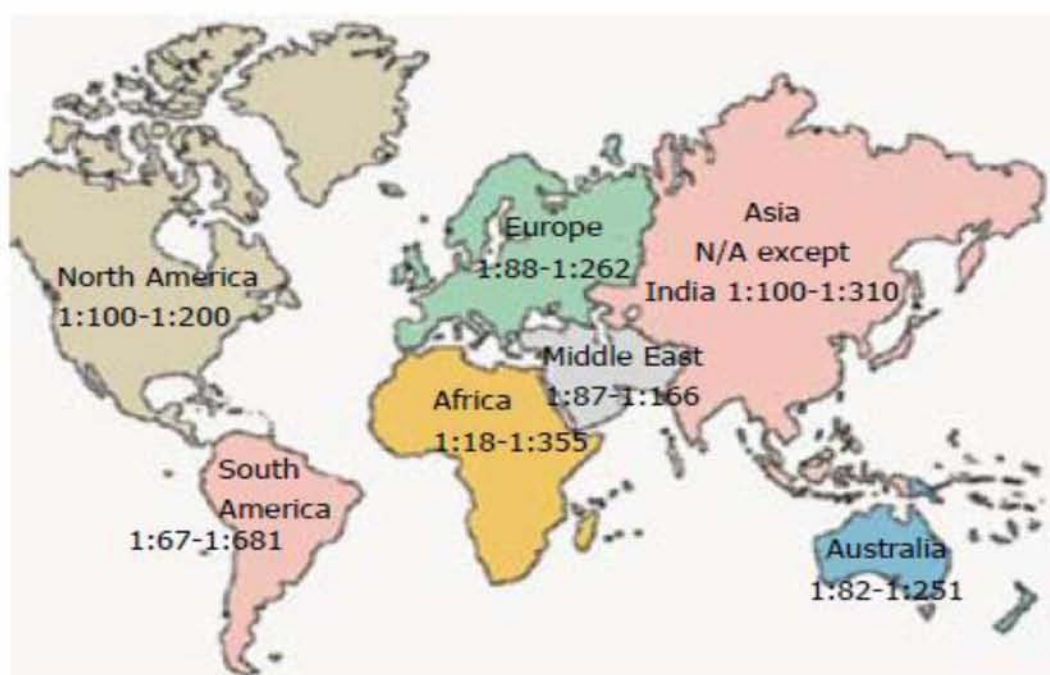 North America
1:100-1:200
South
America
1:67-1:681
Europe
1:88-1:262
Africa
1:18-1:355
Middle East
1:87-1:166
Asia
N/A except
India 1:100-1:310
Australia
1:82-1:251